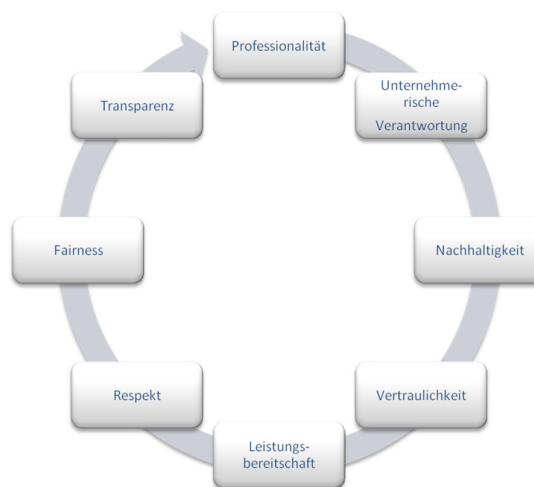 Professionalität
Unternehme-
rische
Verantwortung
Nachhaltigkeit
Vertraulichkeit
Leistungs-
bereitschaft
Respekt
Fairness
Transparenz